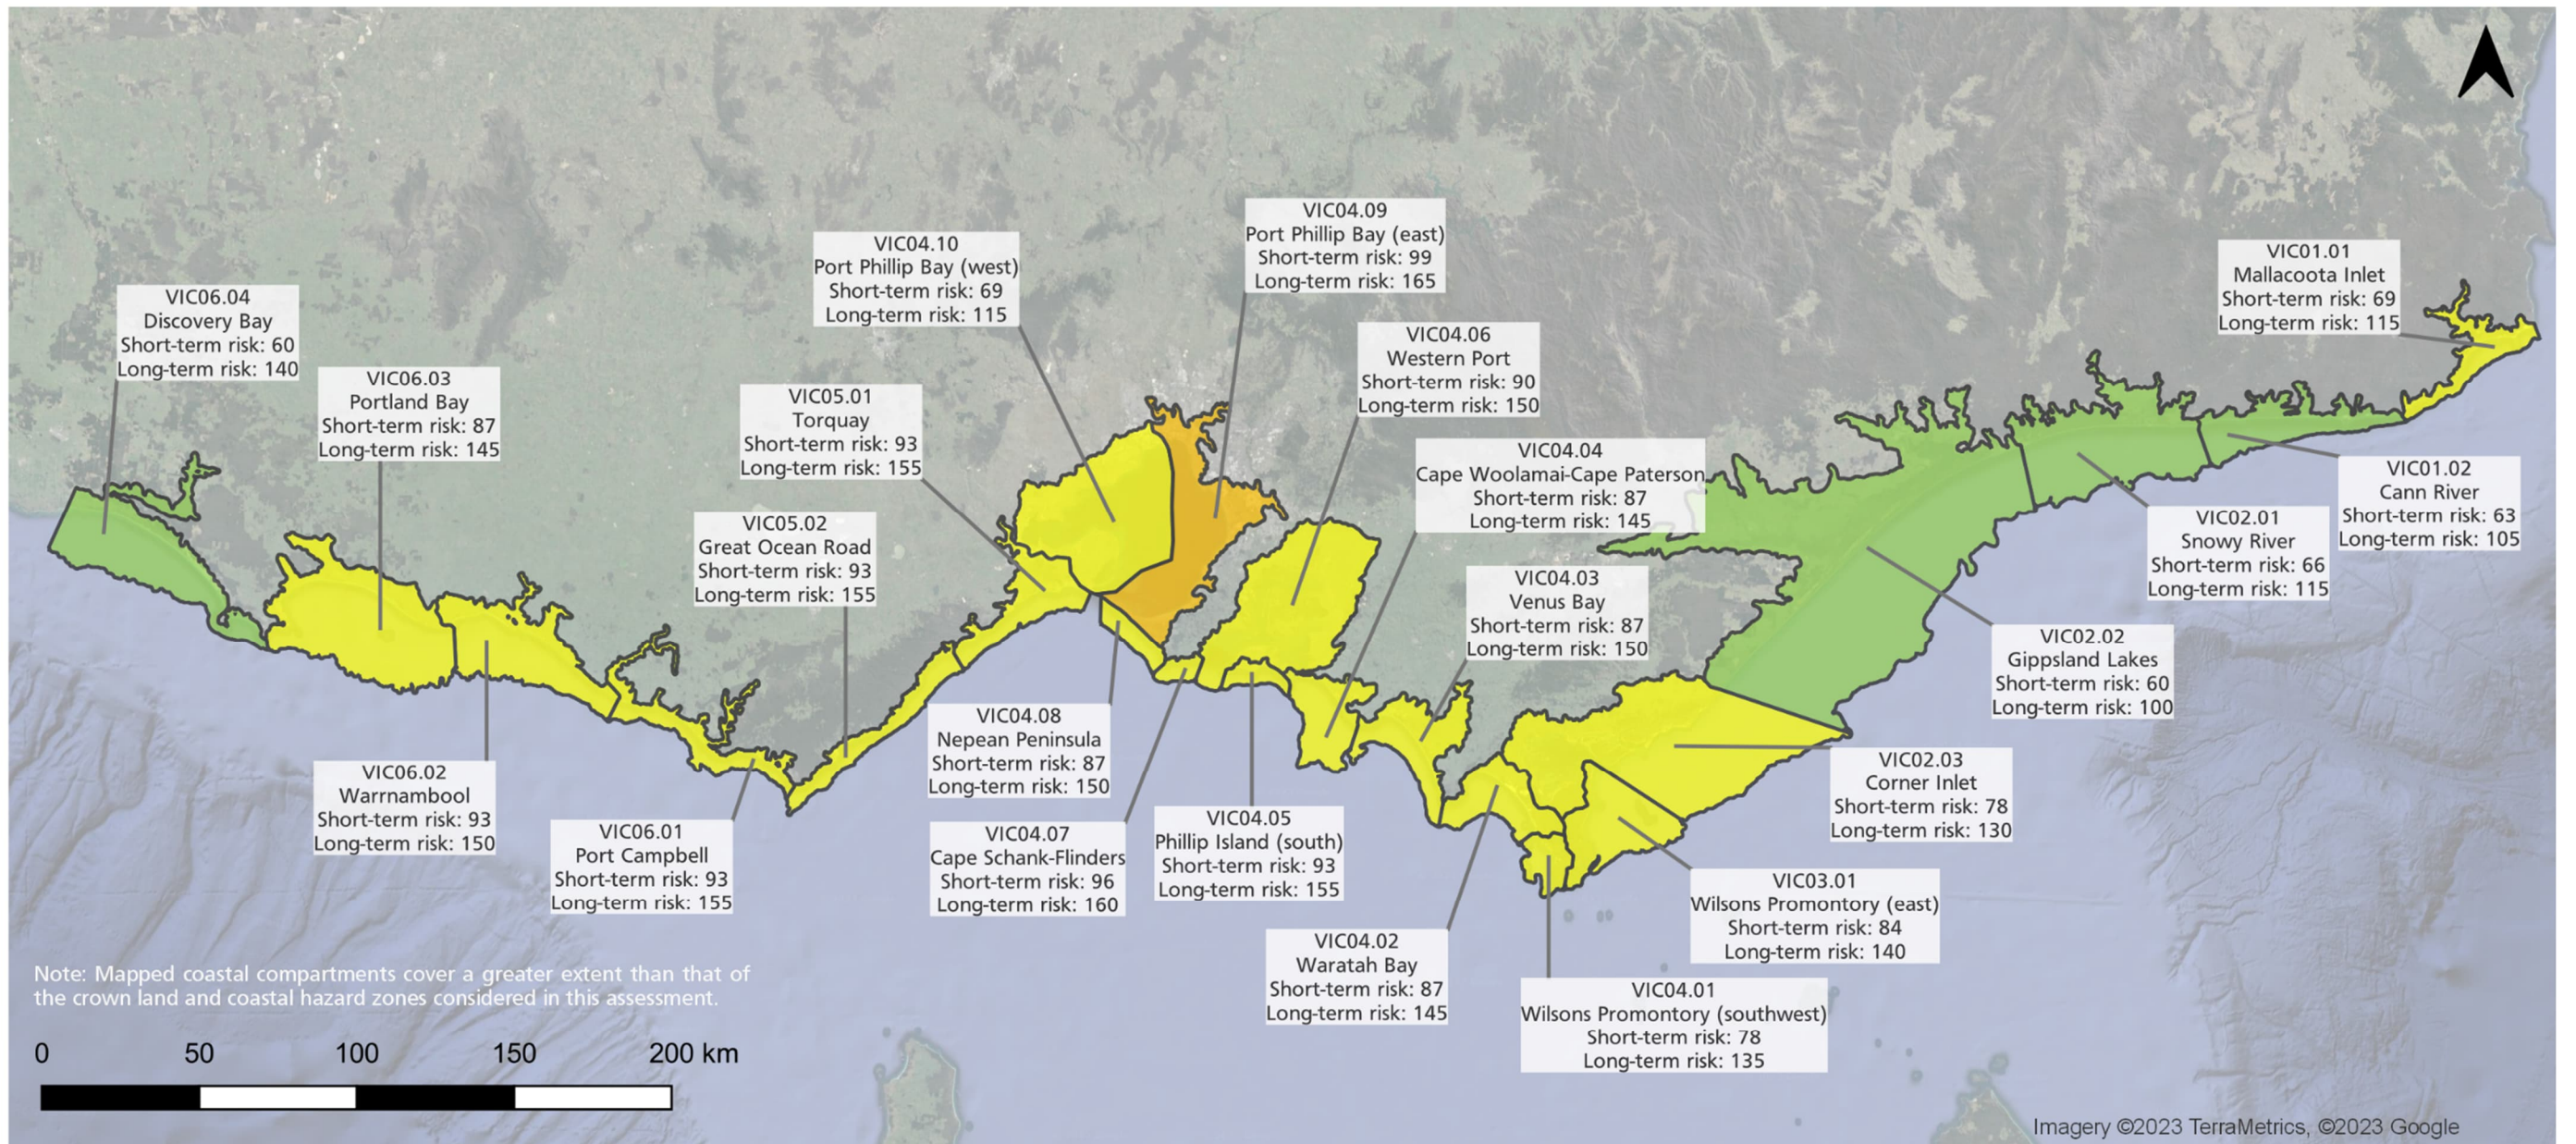 VIC04.09
Port Phillip Bay (east)
Short-term risk: 99
Long-term risk: 165
VIC04.10
Port Phillip Bay (west)
Short-term risk: 69
Long-term risk: 115
VIC01.01
Mallacoota Inlet
Short-term risk: 69
Long-term risk: 115
VIC06.04
Discovery Bay
Short-term risk: 60
Long-term risk: 140
VIC04.06
Western Port
Short-term risk: 90
Long-term risk: 150
VIC06.03
Portland Bay
Short-term risk: 87
Long-term risk: 145
VIC05.01
Torquay
Short-term risk: 93
Long-term risk: 155
VIC04.04
Cape Woolamai-Cape Paterson
Short-term risk: 87
Long-term risk: 145
VIC01.02
Cann River
Short-term risk: 63
Long-term risk: 105
VIC05.02
Great Ocean Road
Short-term risk: 93
Long-term risk: 155
VIC02.01
Snowy River
Short-term risk: 66
Long-term risk: 115
VIC04.03
Venus Bay
Short-term risk: 87
Long-term risk: 150
VIC02.02
Gippsland Lakes
Short-term risk: 60
Long-term risk: 100
VIC04.08
Nepean Peninsula
Short-term risk: 87
Long-term risk: 150
VIC02.03
Corner Inlet
Short-term risk: 78
Long-term risk: 130
VIC06.02
Warrnambool
Short-term risk: 93
Long-term risk: 150
VIC06.01
Port Campbell
Short-term risk: 93
Long-term risk: 155
VIC04.07
Cape Schank-Flinders
Short-term risk: 96
Long-term risk: 160
VIC04.05
Phillip Island (south)
Short-term risk: 93
Long-term risk: 155
VIC03.01
Wilsons Promontory (east)
Short-term risk: 84
Long-term risk: 140
VIC04.02
Waratah Bay
Short-term risk: 87
Long-term risk: 145
VIC04.01
Wilsons Promontory (southwest)
Short-term risk: 78
Long-term risk: 135
Note: Mapped coastal compartments cover a greater extent than that of
the crown land and coastal hazard zones considered in this assessment.
0 50 100 150 200 km
Imagery ©2023 TerraMetrics, ©2023 Google